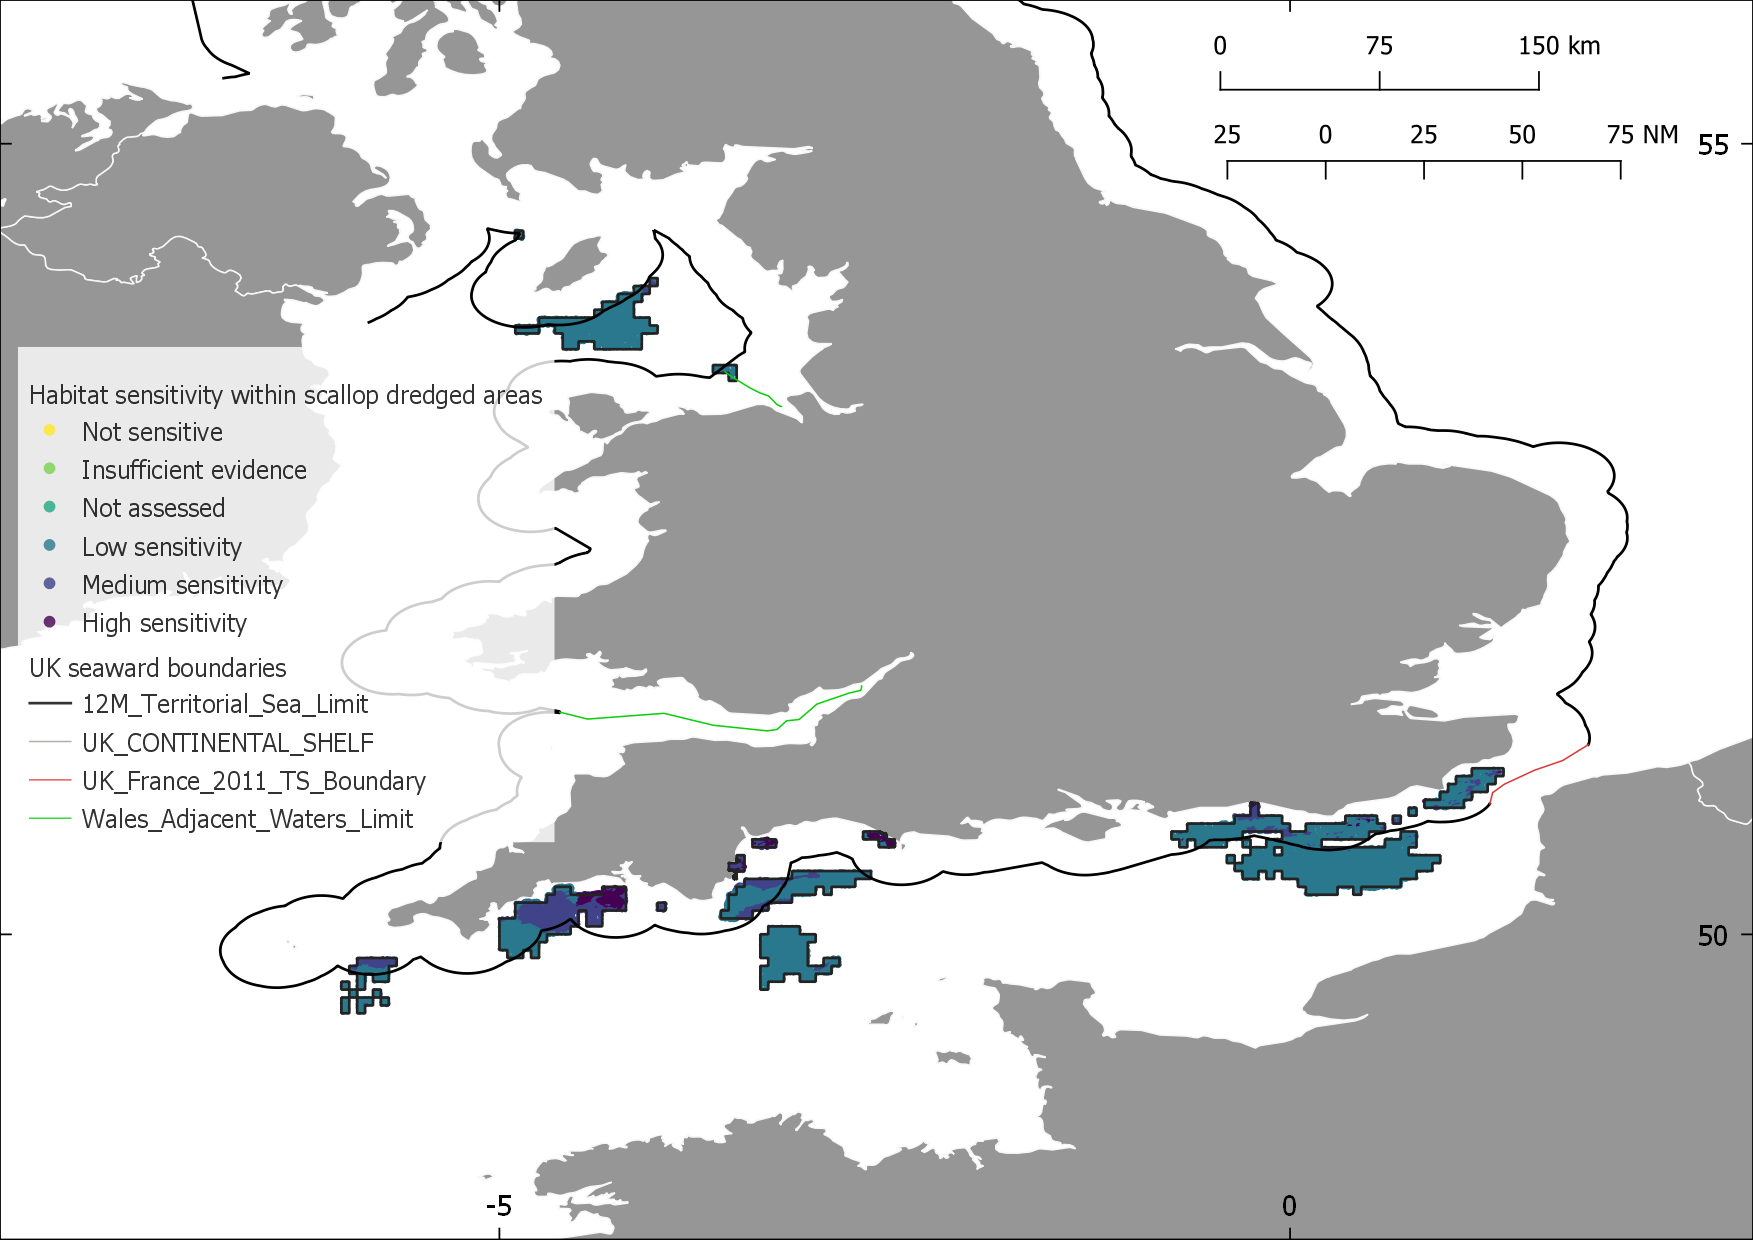 0 75 150 km
25 0 25 50 75 NM
55
Habitat sensitivity within scallop dredged areas
Not sensitive
Insufficient evidence
Not assessed
Low sensitivity
Medium sensitivity
High sensitivity
UK seaward boundaries
12M_Territorial_Sea_Limit
UK_CONTINENTAL_SHELF
UK_France_2011_TS_Boundary
Wales_Adjacent_Waters_Limit
50
-5 0